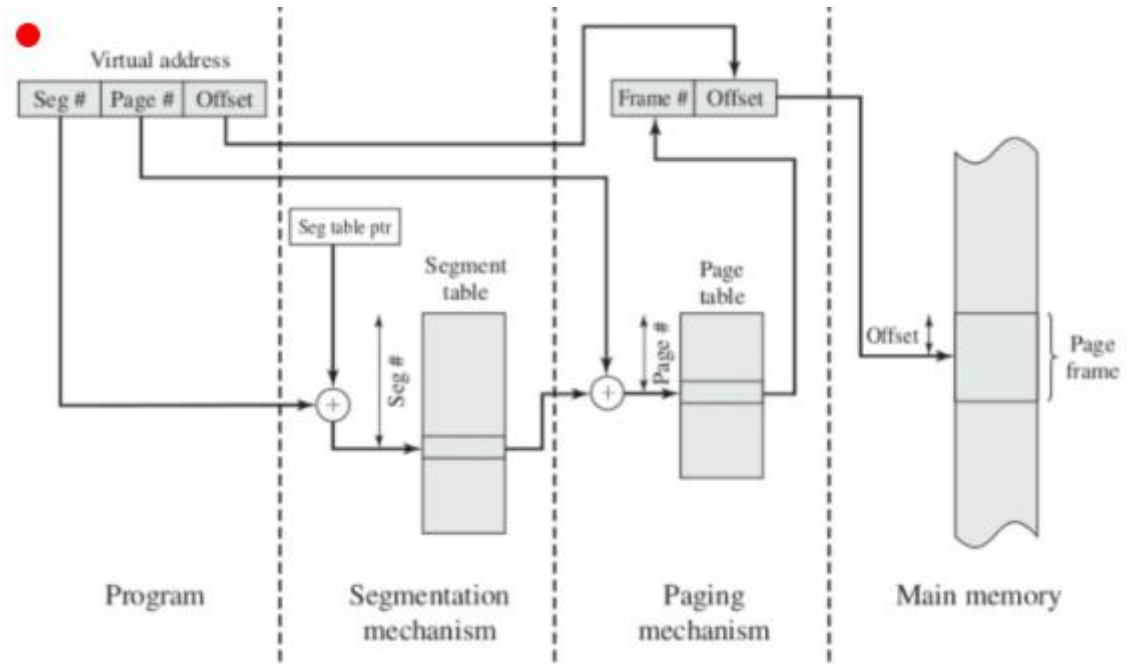 Virtual address
Seg # Page # Offset
Frame # Offset
Seg table ptr
Segment
table
Page
table
Seg #
Page #
Offset
Page
frame
Program
Segmentation
mechanism
Paging
mechanism
Main memory